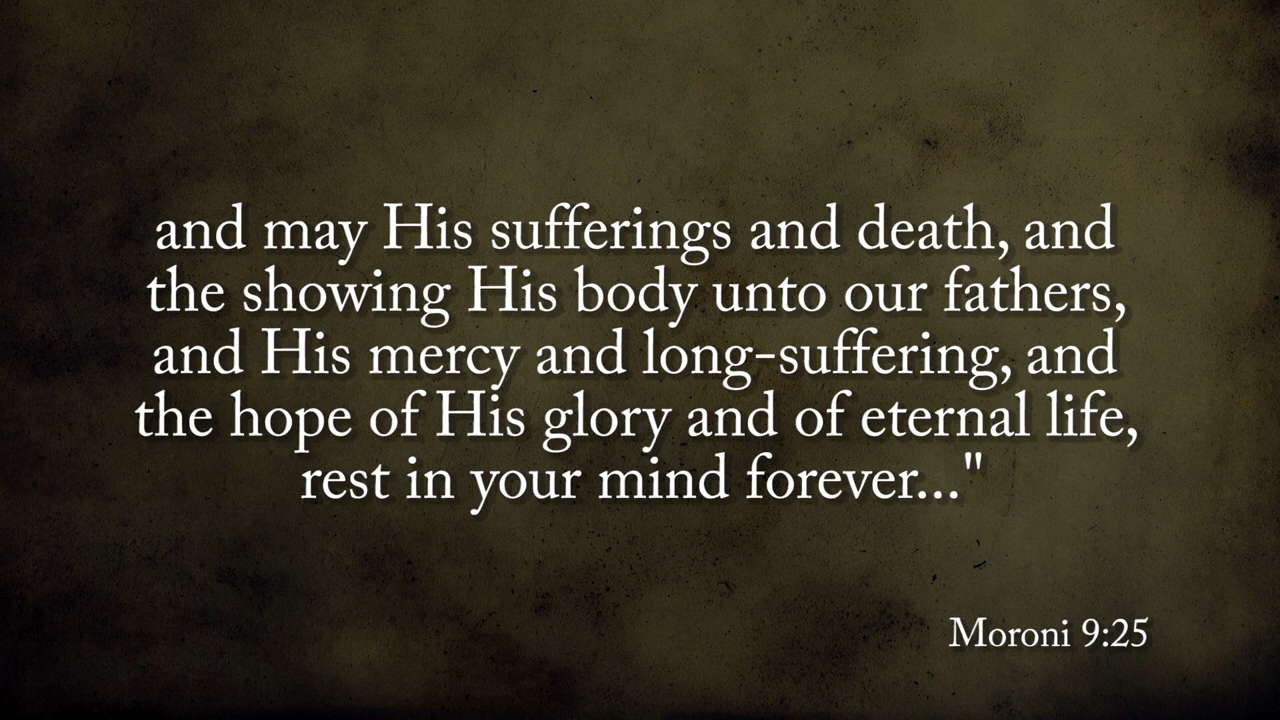 and may His sufferings and death, and
the showing His body unto our fathers,
and His mercy and long-suffering, and
the hope of His glory and of eternal life,
rest in your mind forever..."
Moroni 9:25